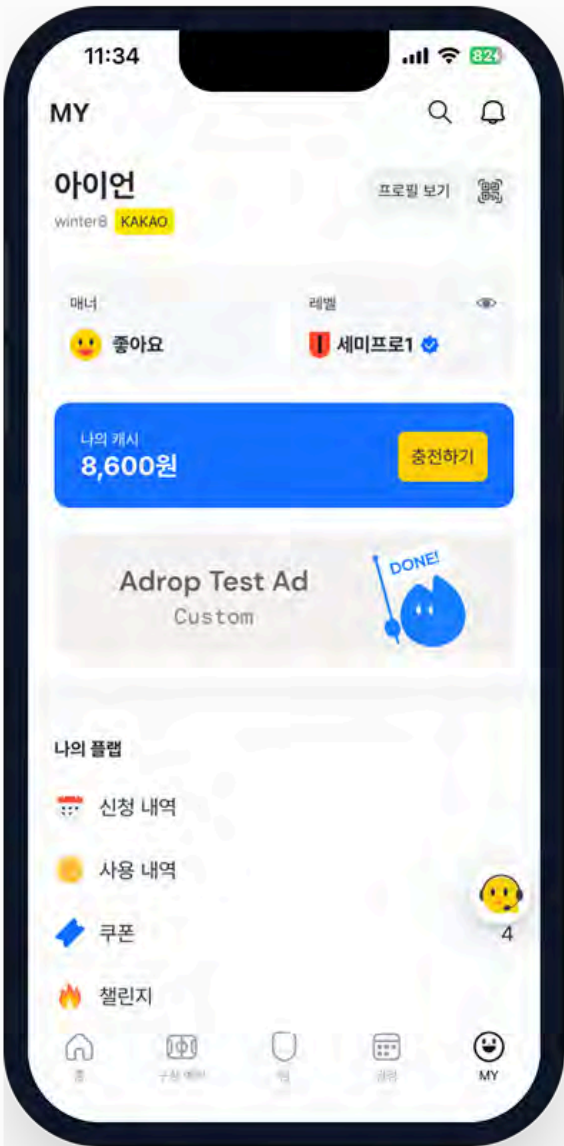 11:34
82
MY
아이언
프로필 보기
winter8 KAKAO
매너
레벨
좋아요
세미프로1
나의 캐시
8,600원
충전하기
Adrop Test Ad
Custom
DONE!
나의 플랩
신청 내역
사용 내역
쿠폰
4
챌린지
홈
MY